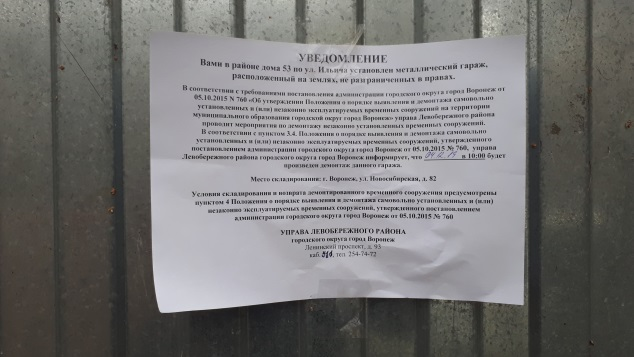 УВЕДОМЛЕНИЕ
Вами в районе дома 53 по ул. Ильича установлен металлический гараж,
расположенный на землях, не разграниченных в правах.
В соответствии с требованиями постановления администрации городского округа город Воронеж от
05.10.2015 N 760 «Об утверждении Положения о порядке выявления и демонтажа самовольно
установленных и (или) незаконно эксплуатируемых временных сооружений на территории
муниципального образования городской округ город Воронеж» управа Левобережного района
проводит мероприятия по демонтажу незаконно установленных сооружений.
В соответствии с пунктом 3.4. Положения о порядке выявления и демонтажа самовольно
установленных и (или) незаконно эксплуатируемых временных сооружений, утвержденного
постановлением администрации городского округа город Воронеж от 05.10.2015 № 760, управа
Левобережного района городского округа город Воронеж информирует, что в 10:00 будет
произведен демонтаж данного гаража.
Место складирования: г. Воронеж, ул. Новосибирская, д. 82
Условия складирования и возврата демонтированного временного сооружения предусмотрены
пунктом 4 Положения о порядке выявления и демонтажа самовольно установленных и (или)
незаконно эксплуатируемых временных сооружений, утвержденного постановлением
администрации городского округа город Воронеж от 05.10.2015 № 760
УПРАВА ЛЕВОБЕРЕЖНОГО РАЙОНА
городского округа город Воронеж
Ленинский проспект, д. 93
каб. тел. 254-74-72